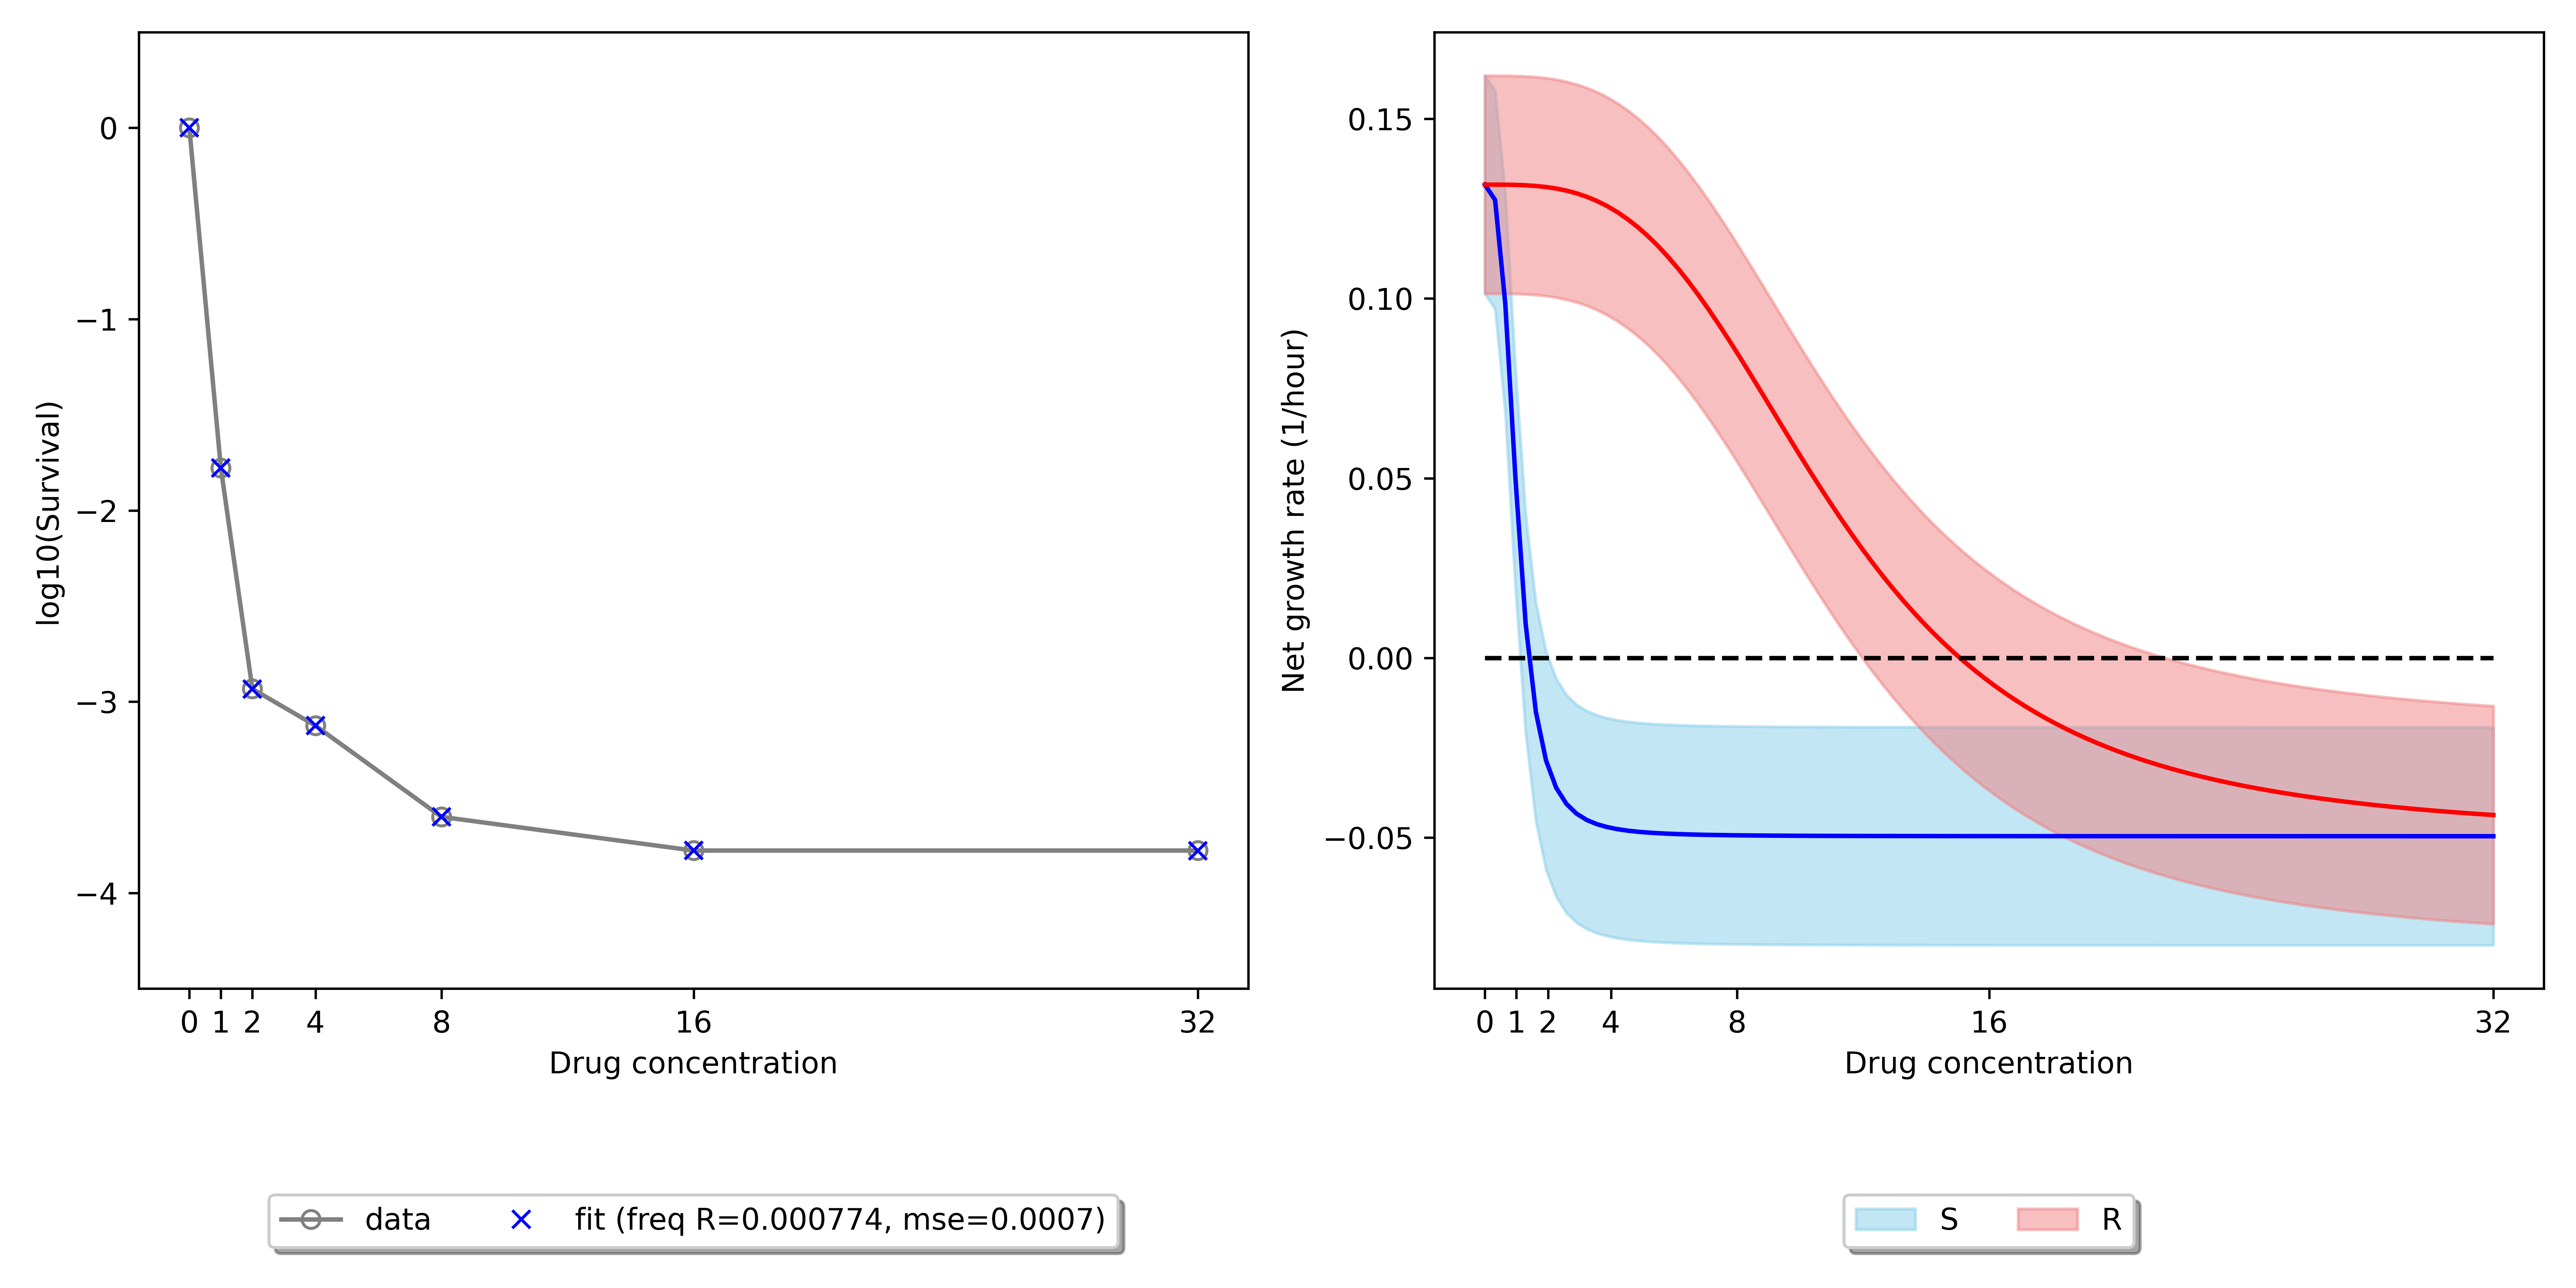 log10(Survival)
0
−1
−2
−3
−4
0 1 2 4 8 16 32
Drug concentration
data fit (freq R=0.000774, mse=0.0007)
Net growth rate (1/hour)
0.15
0.10
0.05
0.00
−0.05
0 1 2 4 8 16 32
Drug concentration
S R